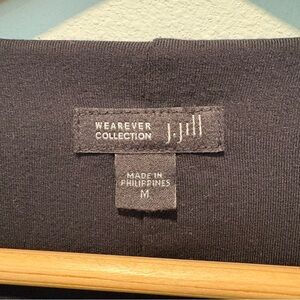 WEAREVER
COLLECTION
J.Jill
MADE IN
PHILIPPINES
M